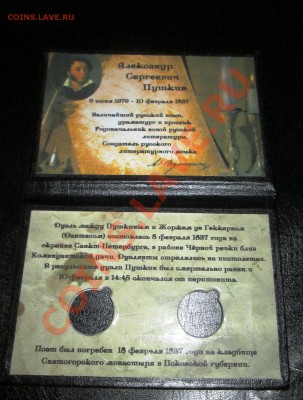 COINS.LAVE.RU
Александр
Сергеевич
Пушкин
6 июня 1979 - 10 февраля 1837
Величайший русский поэт,
драматург и прозаик.
Родоначальник новой русской
литературы.
Создатель русского
литературного языка.
Дуэль между Пушкиным и Жоржем де Геккерном
(Дантесом) состоялась 8 февраля 1837 года на
окраине Санкт-Петербурга, в районе Чёрной речки близ
Комендантской дачи. Дуэлянты стрелялись на пистолетах.
В результате дуэли Пушкин был смертельно ранен и
10 февраля в 14:45 скончался от перитонита.
Поэт был погребен 18 февраля 1837 года на кладбище
Святогорского монастыря в Псковской губернии.